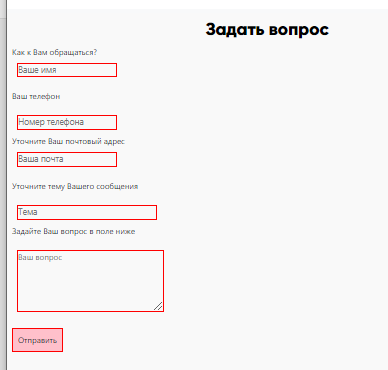 Задать вопрос
Как к Вам обращаться?
Ваше имя
Ваш телефон
Номер телефона
Уточните Ваш почтовый адрес
Ваша почта
Уточните тему Вашего сообщения
Тема
Задайте Ваш вопрос в поле ниже
Ваш вопрос
Отправить